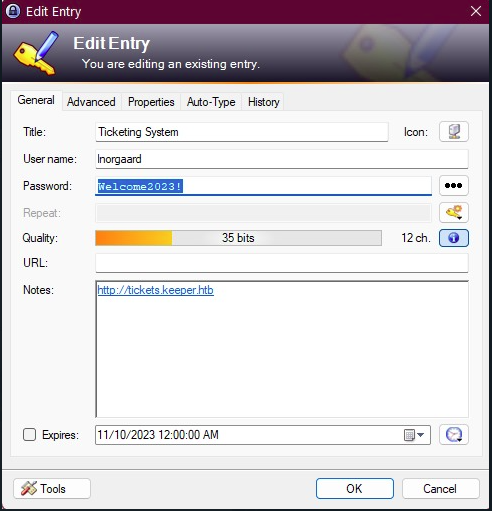 Edit Entry
Edit Entry
You are editing an existing entry.
General Advanced Properties Auto-Type History
Title: Ticketing System Icon:
User name: lnorgaard
Password: Welcome2023!
Repeat:
Quality: 35 bits 12 ch.
URL:
Notes: http://tickets.keeper.htb
Expires: 11/10/2023 12:00:00 AM
Tools OK Cancel